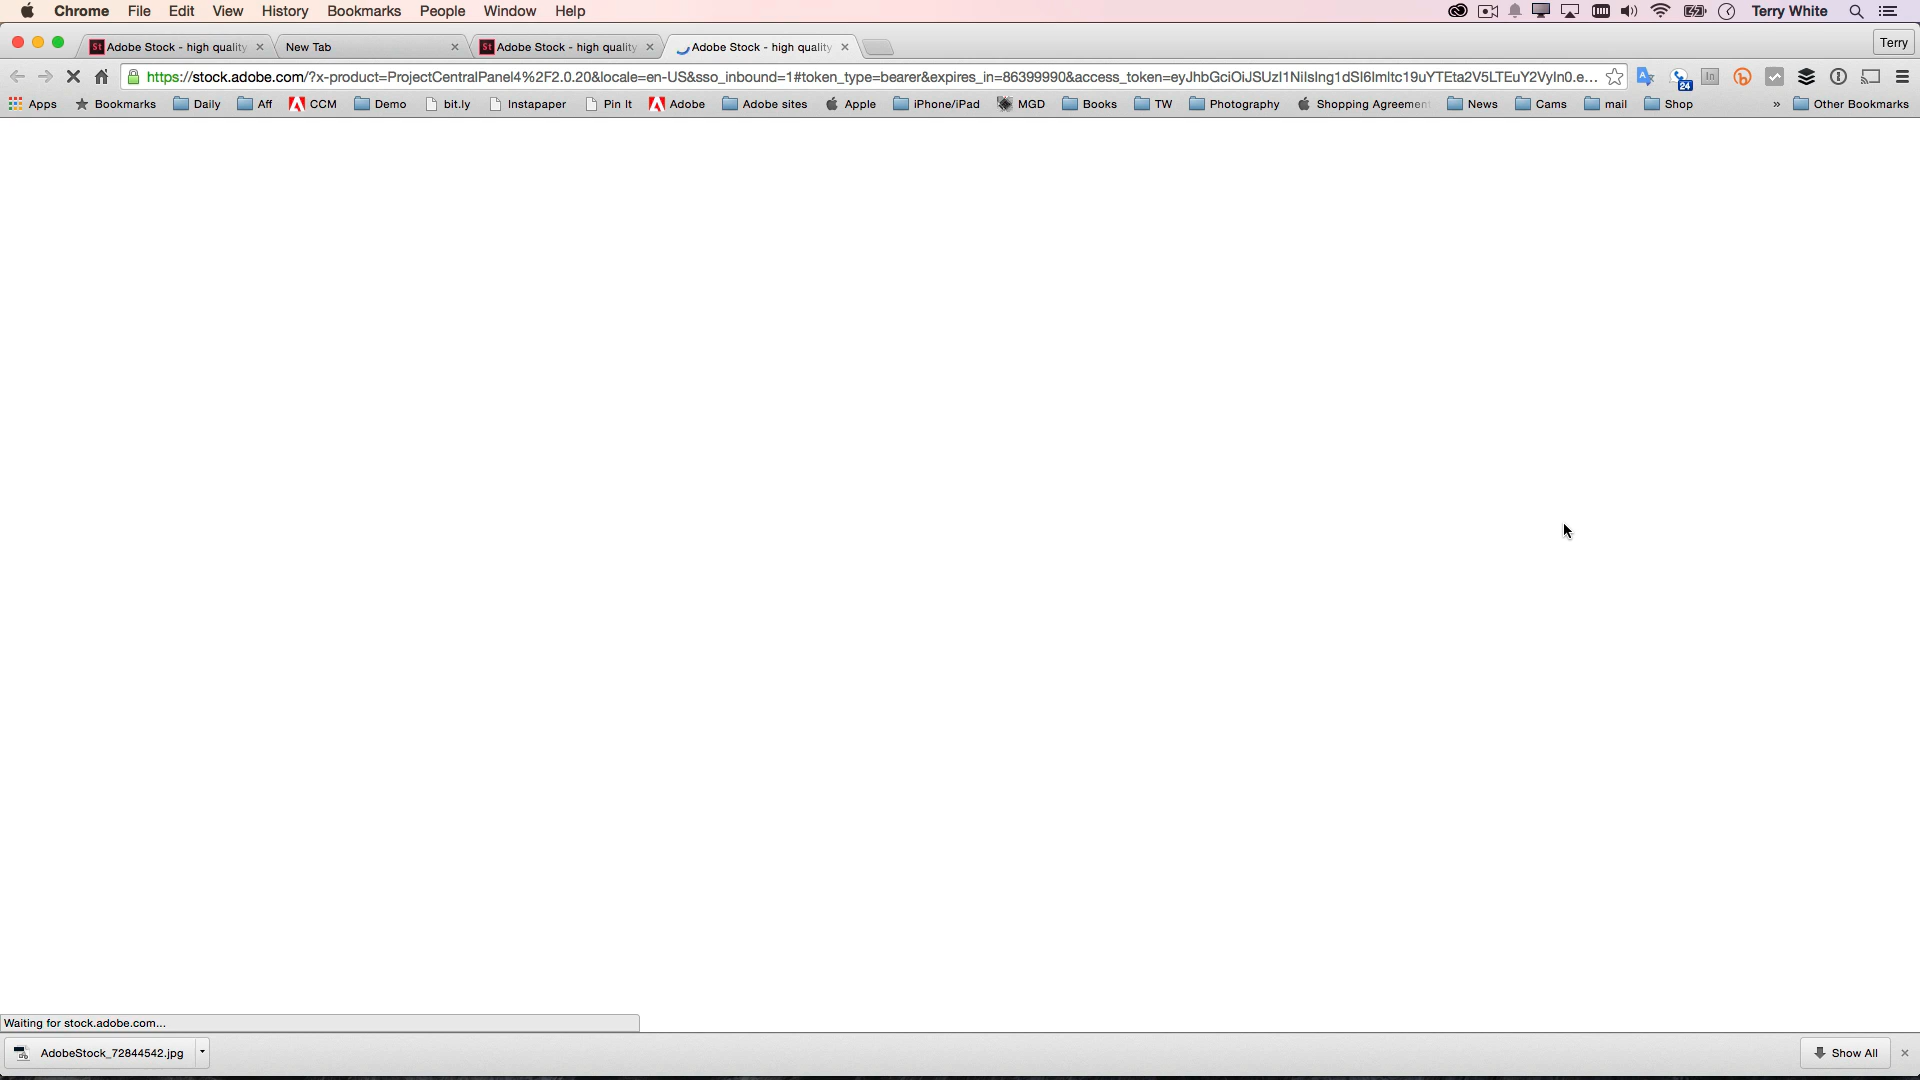 Chrome File Edit View History Bookmarks People Window Help Terry White
St Adobe Stock - high quality New Tab St Adobe Stock - high quality Adobe Stock - high quality Terry
https://stock.adobe.com/?x-product=ProjectCentralPanel4%2F2.0.20&locale=en-US&sso_inbound=1#token_type=bearer&expires_in=86399990&access_token= 24
Apps Bookmarks Daily Aff CCM Demo bit.ly Instapaper Pin It Adobe Adobe sites Apple iPhone/iPad MGD Books TW Photography Shopping Agreemen News Cams mail Shop » Other Bookmarks
Waiting for stock.adobe.com...
AdobeStock_72844542.jpg Show All